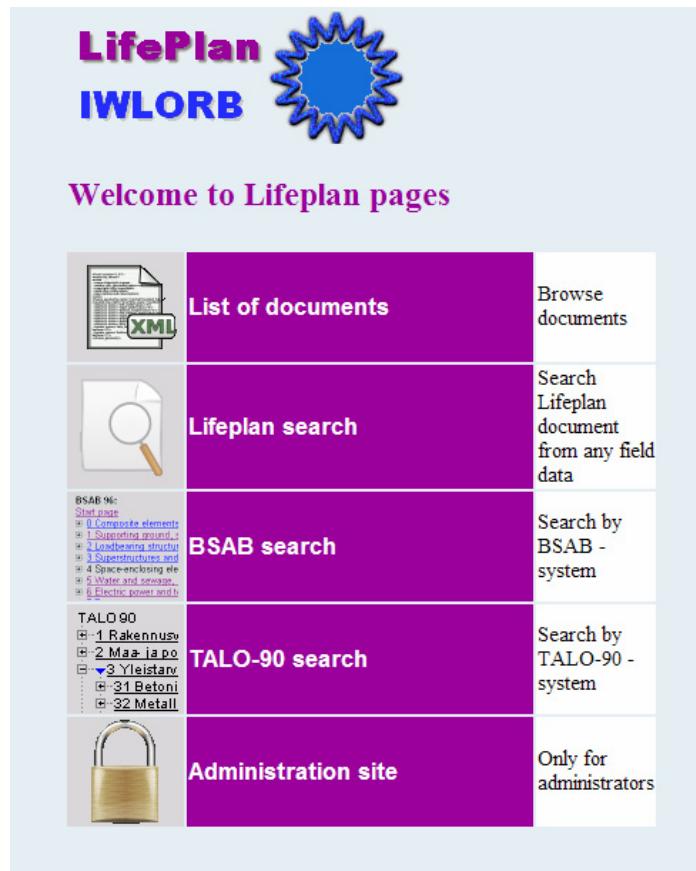 LifePlan
IWLORB
Welcome to Lifeplan pages
XML
List of documents
Browse
documents
Lifeplan search
Search
Lifeplan
document
from any field
data
BSAB 96:
Start page
0 Composite elements
1 Supporting ground, s
2 Loadbearing structur
3 Superstructures and
4 Space-enclosing ele
5 Water and sewage,
6 Electric power and te
BSAB search
Search by
BSAB -
system
TALO 90
1 Rakennusv
2 Maa- ja po
3 Yleistarv
31 Betoni
32 Metall
TALO-90 search
Search by
TALO-90 -
system
Administration site
Only for
administrators